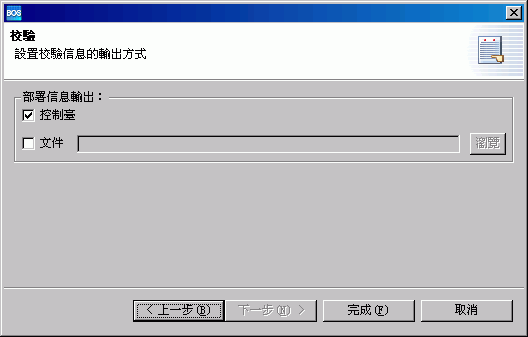 BOS
校驗
設置校驗信息的輸出方式
部署信息輸出：
控制臺
文件
瀏覽
< 上一步(B)
下一步(N) >
完成(F)
取消